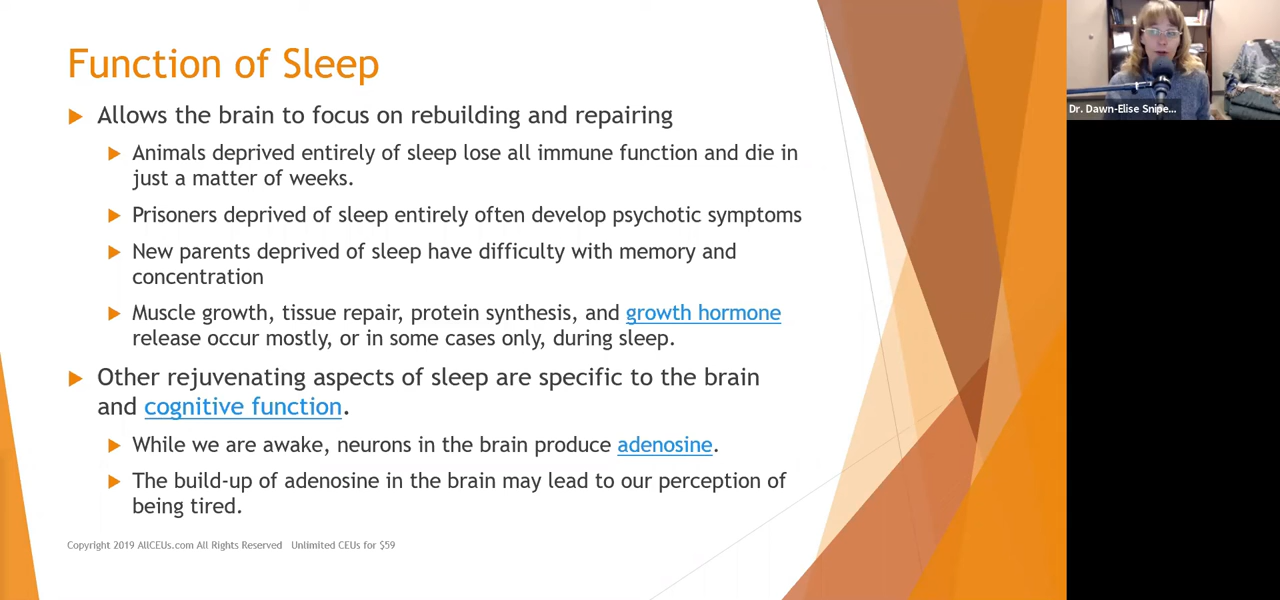 Function of Sleep
Allows the brain to focus on rebuilding and repairing
Animals deprived entirely of sleep lose all immune function and die in
just a matter of weeks.
Prisoners deprived of sleep entirely often develop psychotic symptoms
New parents deprived of sleep have difficulty with memory and
concentration
Muscle growth, tissue repair, protein synthesis, and growth hormone
release occur mostly, or in some cases only, during sleep.
Other rejuvenating aspects of sleep are specific to the brain
and cognitive function.
While we are awake, neurons in the brain produce adenosine.
The build-up of adenosine in the brain may lead to our perception of
being tired.
Copyright 2019 AllCEUs.com All Rights Reserved Unlimited CEUs for $59
Dr. Dawn-Elise Snipe...